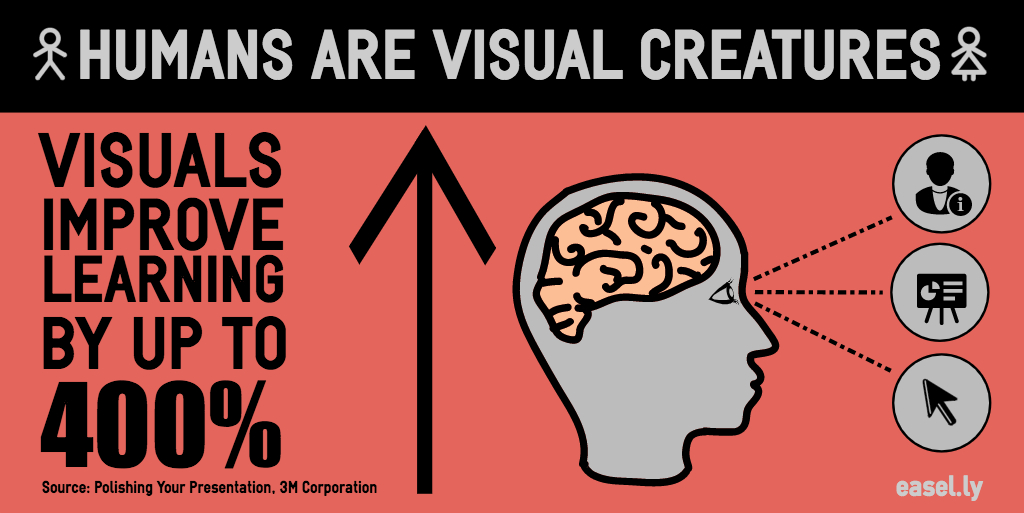 HUMANS ARE VISUAL CREATURES
VISUALS
IMPROVE
LEARNING
BY UP TO
400%
Source: Polishing Your Presentation, 3M Corporation
i
easel.ly